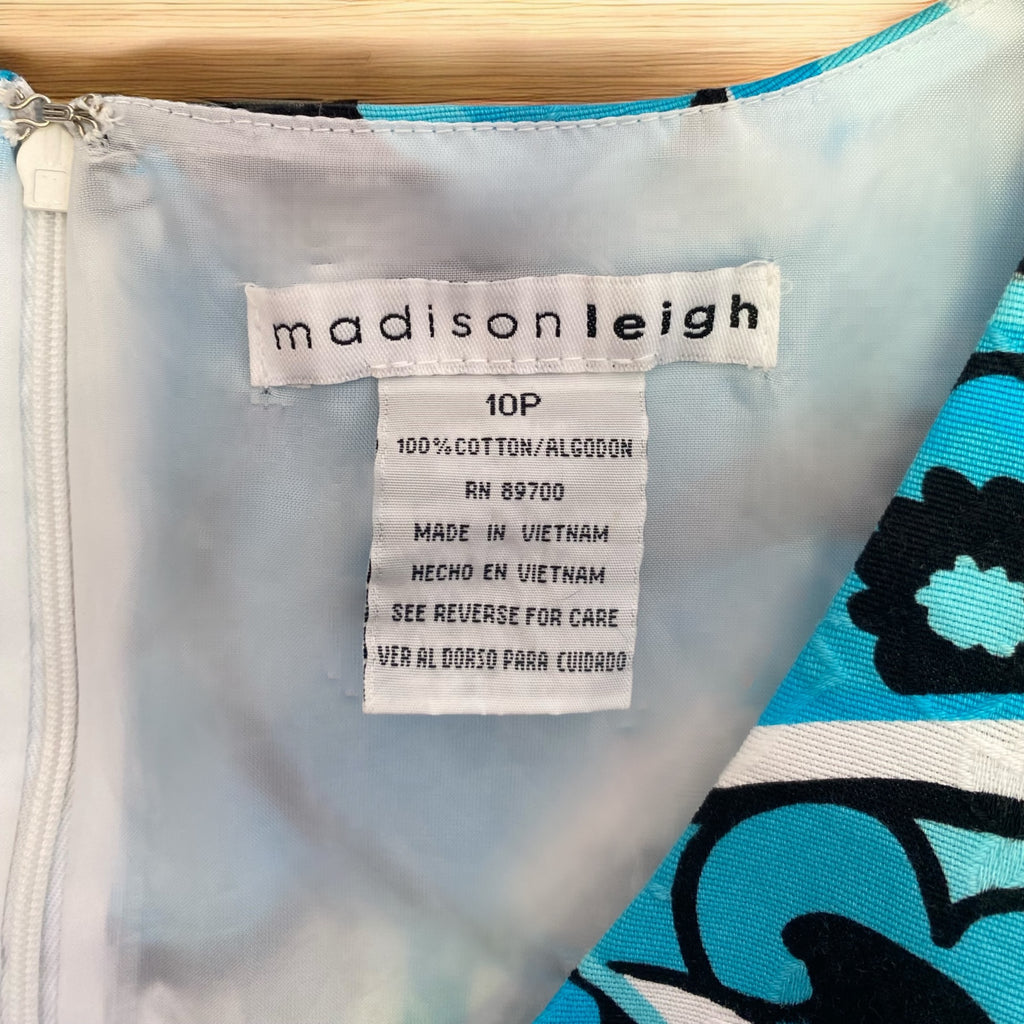 madisonleigh
10P
100%COTTON/ALGODON
RN 89700
MADE IN VIETNAM
HECHO EN VIETNAM
SEE REVERSE FOR CARE
VER AL DORSO PARA CUIDADO